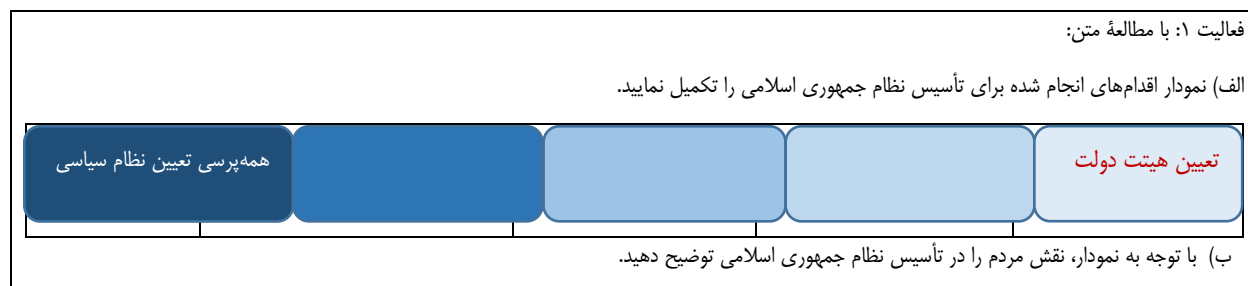 فعالیت ۱: با مطالعهٔ متن:
الف) نمودار اقدام‌های انجام شده برای تأسیس نظام جمهوری اسلامی را تکمیل نمایید.
تعیین هیتت دولت
همه‌پرسی تعیین نظام سیاسی
ب) با توجه به نمودار، نقش مردم را در تأسیس نظام جمهوری اسلامی توضیح دهید.